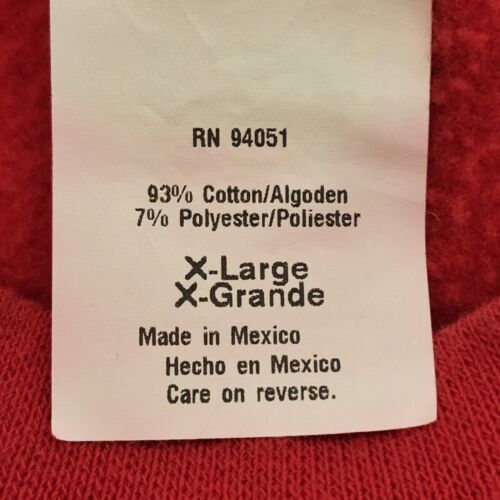 RN 94051
93% Cotton/Algoden
7% Polyester/Poliester
X-Large
X-Grande
Made in Mexico
Hecho en Mexico
Care on reverse.